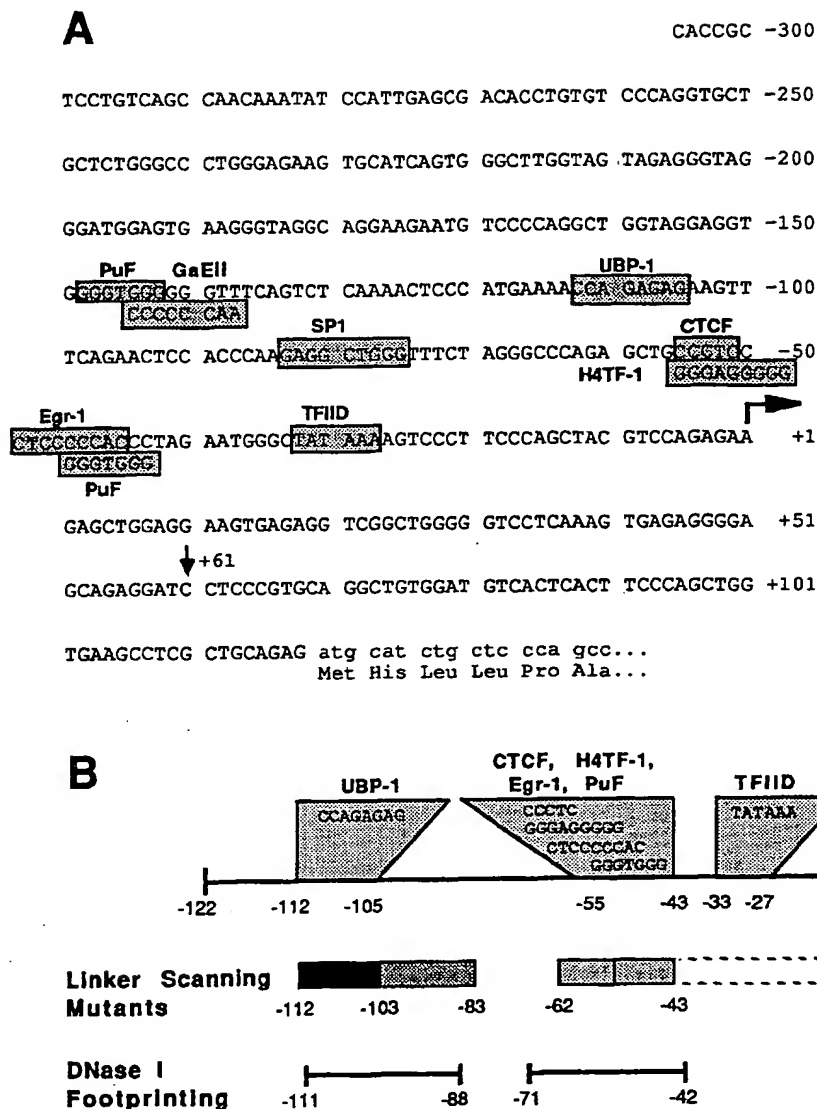 A
CACCGC -300
TCCTGTCAGC CAACAAATAT CCATTGAGCG ACACCTGTGT CCCAGGTGCT -250
GCTCTGGGCC CTGGGAGAAG TGCATCAGTG GGCTTGGTAG TAGAGGGTAG -200
GGATGGAGTG AAGGGTAGGC AGGAAGAATG TCCCCAGGCT GGTAGGAGGT -150
PuF GaEII UBP-1
GGGGTGGGGG GTTTCAGTCT CAAAACTCCC ATGAAAACCA GAGAGAAGTT -100
CCCCC CAA
SP1 CTCF
TCAGAACTCC ACCCAAGAGG CTGGGTTTCT AGGGCCCAGA GCTGCCCTCC -50
H4TF-1 GGGAGGGGG
Egr-1 TFIID
CTCCCCCACCCTAG AATGGGCTAT AAAAGTCCCT TCCCAGCTAC GTCCAGAGAA +1
GGGTGGG
PuF
GAGCTGGAGG AAGTGAGAGG TCGGCTGGGG GTCCTCAAAG TGAGAGGGGA +51
+61
GCAGAGGATC CTCCCGTGCA GGCTGTGGAT GTCACTCACT TCCCAGCTGG +101
TGAAGCCTCG CTGCAGAG atg cat ctg ctc cca gcc...
Met His Leu Leu Pro Ala...
B
UBP-1 CTCF, H4TF-1, Egr-1, PuF TFIID
CCAGAGAG CCCTC TATAAA
GGGAGGGGG
CTCCCCCAC
GGGTGGG
-122 -112 -105 -55 -43 -33 -27
Linker Scanning
Mutants -112 -103 -83 -62 -43
DNase I
Footprinting -111 -88 -71 -42